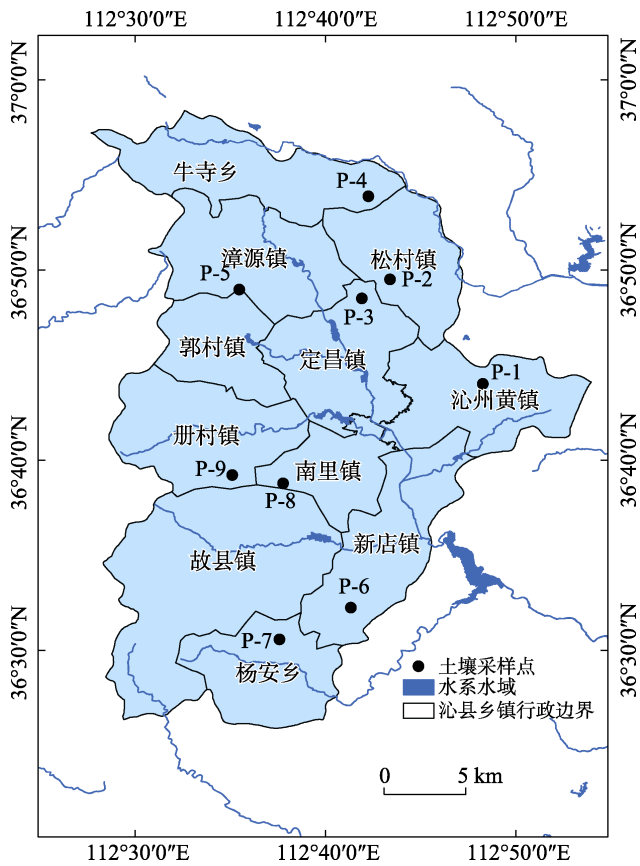 112°30′0″E
112°40′0″E
112°50′0″E
37°0′0″N
37°0′0″N
牛寺乡
P-4
漳源镇
松村镇
P-5
P-2
36°50′0″N
36°50′0″N
P-3
郭村镇
定昌镇
P-1
沁州黄镇
册村镇
36°40′0″N
36°40′0″N
P-9
南里镇
P-8
新店镇
故县镇
P-6
P-7
36°30′0″N
36°30′0″N
杨安乡
土壤采样点
水系水域
沁县乡镇行政边界
0 5 km
112°30′0″E
112°40′0″E
112°50′0″E